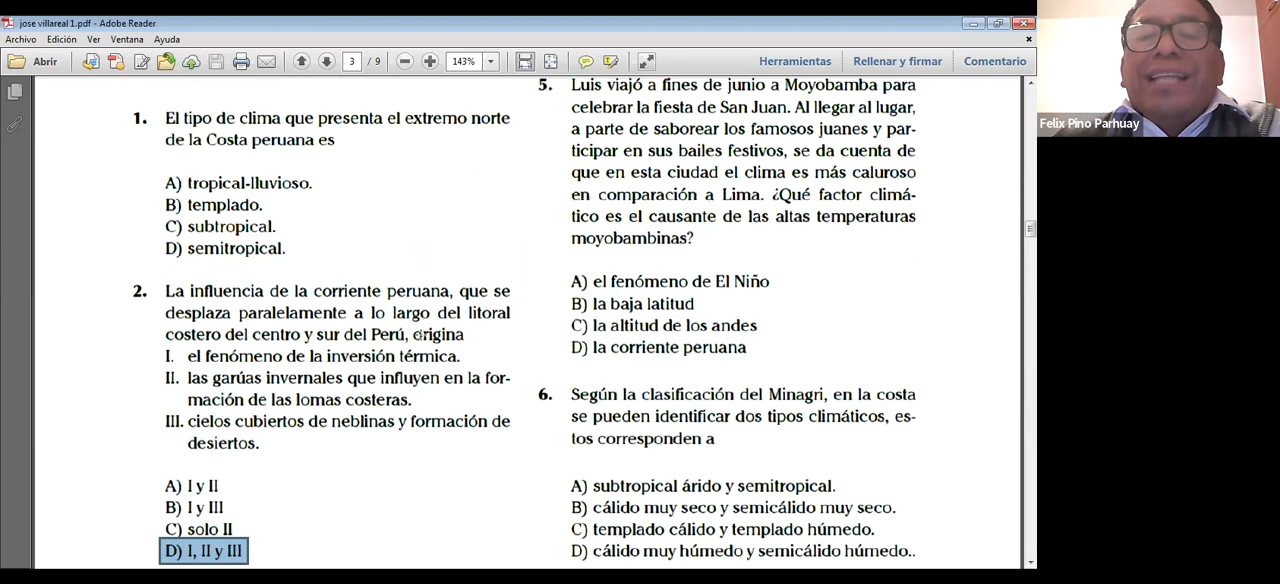 jose villareal 1.pdf - Adobe Reader
Archivo Edición Ver Ventana Ayuda
Abrir 3 / 9 143% Herramientas Rellenar y firmar Comentario
1. El tipo de clima que presenta el extremo norte
de la Costa peruana es
A) tropical-lluvioso.
B) templado.
C) subtropical.
D) semitropical.
2. La influencia de la corriente peruana, que se
desplaza paralelamente a lo largo del litoral
costero del centro y sur del Perú, origina
I. el fenómeno de la inversión térmica.
II. las garúas invernales que influyen en la for-
mación de las lomas costeras.
III. cielos cubiertos de neblinas y formación de
desiertos.
A) I y II
B) I y III
C) solo II
D) I, II y III
5. Luis viajó a fines de junio a Moyobamba para
celebrar la fiesta de San Juan. Al llegar al lugar,
a parte de saborear los famosos juanes y par-
ticipar en sus bailes festivos, se da cuenta de
que en esta ciudad el clima es más caluroso
en comparación a Lima. ¿Qué factor climá-
tico es el causante de las altas temperaturas
moyobambinas?
A) el fenómeno de El Niño
B) la baja latitud
C) la altitud de los andes
D) la corriente peruana
6. Según la clasificación del Minagri, en la costa
se pueden identificar dos tipos climáticos, es-
tos corresponden a
A) subtropical árido y semitropical.
B) cálido muy seco y semicálido muy seco.
C) templado cálido y templado húmedo.
D) cálido muy húmedo y semicálido húmedo..
Felix Pino Parhuay